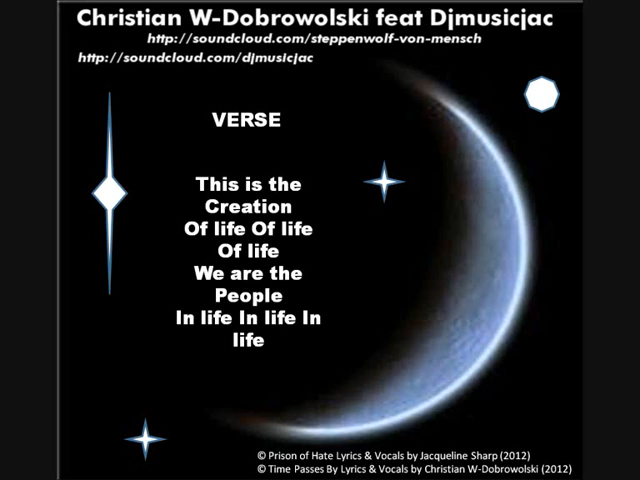 Christian W-Dobrowolski feat Djmusicjac
http://soundcloud.com/steppenwolf-von-mensch
http://soundcloud.com/djmusicjac
VERSE
This is the
Creation
Of life Of life
Of life
We are the
People
In life In life In
life
© Prison of Hate Lyrics & Vocals by Jacqueline Sharp (2012)
© Time Passes By Lyrics & Vocals by Christian W-Dobrowolski (2012)